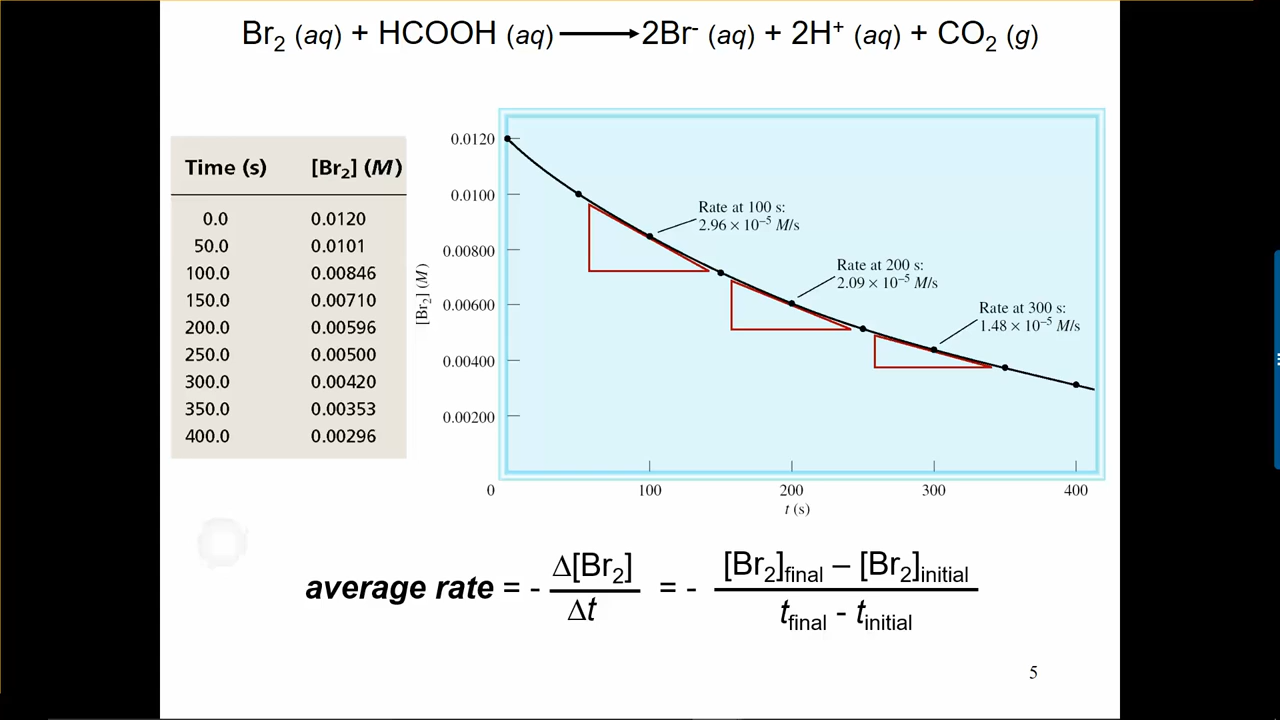 Br₂ (aq) + HCOOH (aq) ⟶ 2Br⁻ (aq) + 2H⁺ (aq) + CO₂ (g)
Time (s) [Br₂] (M)
0.0 0.0120
50.0 0.0101
100.0 0.00846
150.0 0.00710
200.0 0.00596
250.0 0.00500
300.0 0.00420
350.0 0.00353
400.0 0.00296
0.0120
0.0100
0.00800
0.00600
0.00400
0.00200
[Br₂] (M)
Rate at 100 s:
2.96 × 10⁻⁵ M/s
Rate at 200 s:
2.09 × 10⁻⁵ M/s
Rate at 300 s:
1.48 × 10⁻⁵ M/s
0 100 200 300 400
t (s)
average rate = - Δ[Br₂] / Δt = - [Br₂]final – [Br₂]initial / tfinal - tinitial
5